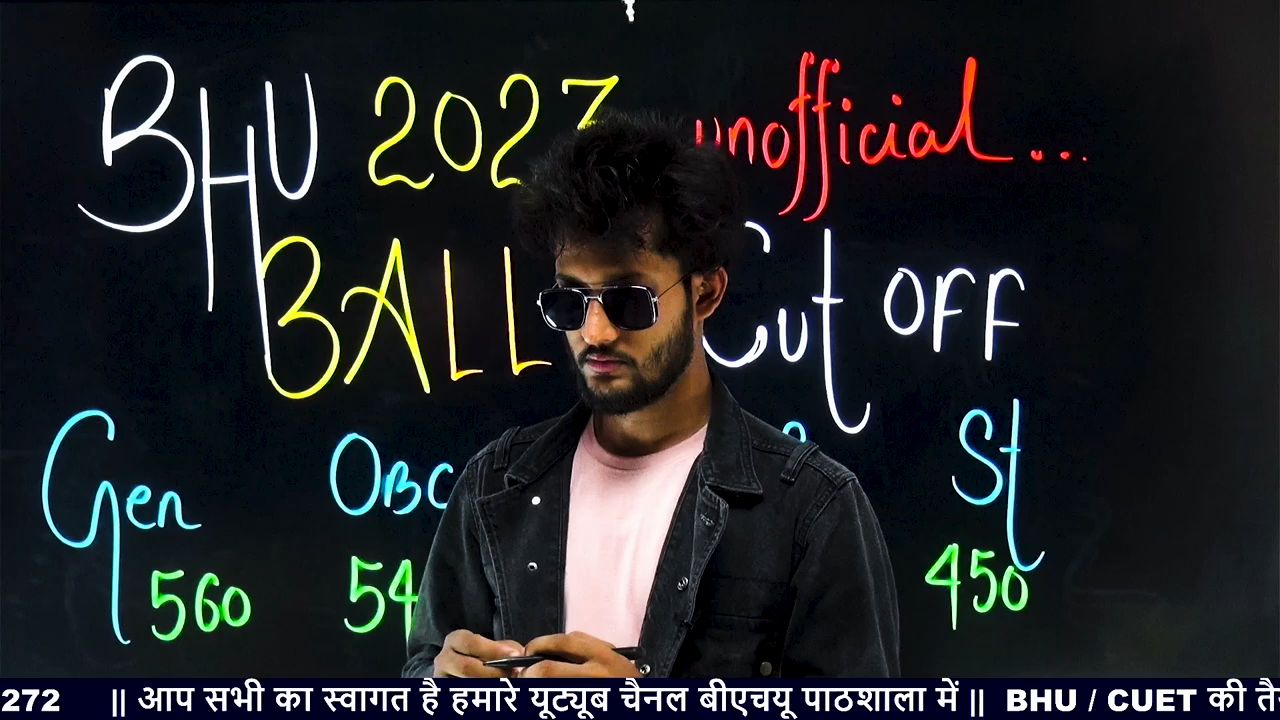 BHU 2023 unofficial...
BALL Cut OFF
Gen OBC St
560 54 450
272 || आप सभी का स्वागत है हमारे यूट्यूब चैनल बीएचयू पाठशाला में || BHU / CUET की